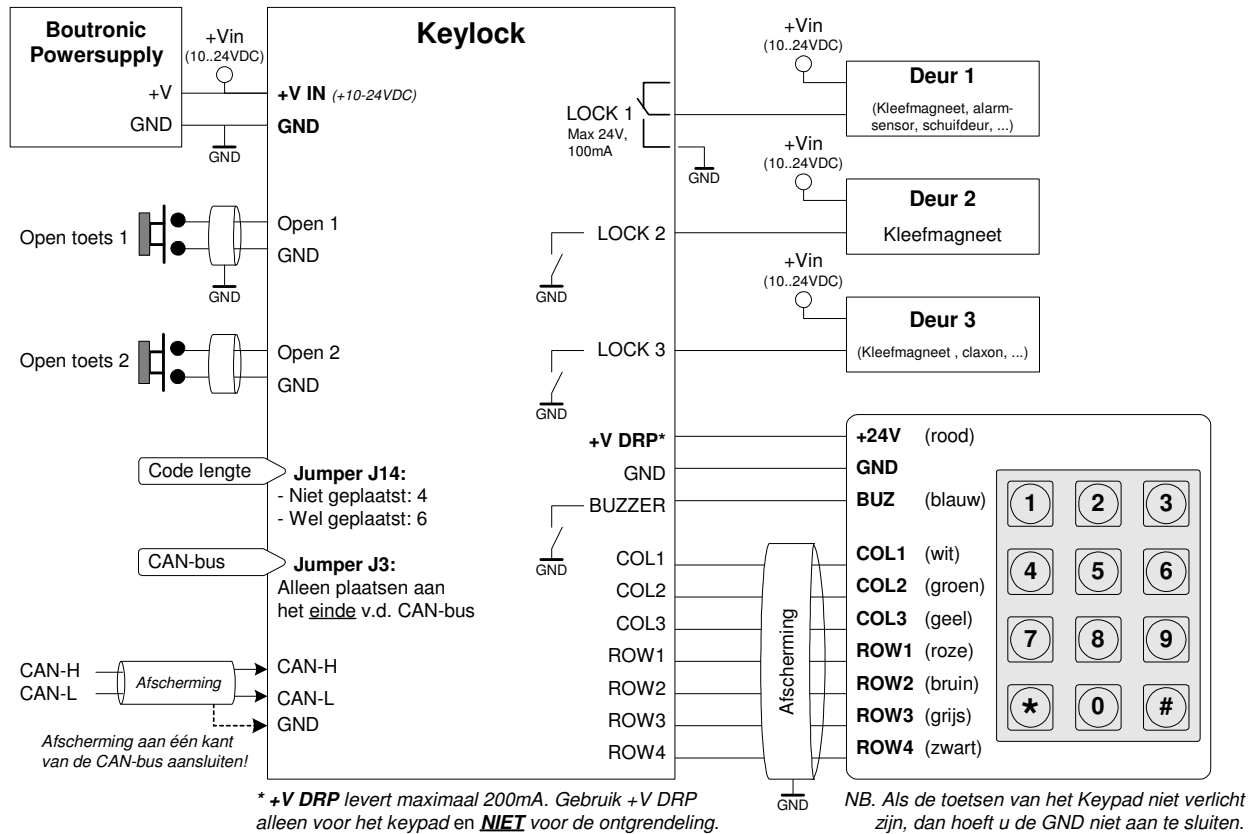 Boutronic
Powersupply
+V
GND
+Vin
(10..24VDC)
GND
Keylock
+V IN (+10-24VDC)
GND
LOCK 1
Max 24V,
100mA
GND
+Vin
(10..24VDC)
Deur 1
(Kleefmagneet, alarm-
sensor, schuifdeur, ...)
Open toets 1
GND
Open 1
GND
LOCK 2
GND
+Vin
(10..24VDC)
Deur 2
Kleefmagneet
Open toets 2
Open 2
GND
LOCK 3
GND
+Vin
(10..24VDC)
Deur 3
(Kleefmagneet , claxon, ...)
Code lengte
Jumper J14:
- Niet geplaatst: 4
- Wel geplaatst: 6
CAN-bus
Jumper J3:
Alleen plaatsen aan
het einde v.d. CAN-bus
CAN-H
CAN-L
Afscherming
CAN-H
CAN-L
GND
Afscherming aan één kant
van de CAN-bus aansluiten!
+V DRP*
GND
BUZZER
GND
COL1
COL2
COL3
ROW1
ROW2
ROW3
ROW4
Afscherming
GND
+24V (rood)
GND
BUZ (blauw)
COL1 (wit)
COL2 (groen)
COL3 (geel)
ROW1 (roze)
ROW2 (bruin)
ROW3 (grijs)
ROW4 (zwart)
1 2 3
4 5 6
7 8 9
* 0 #
* +V DRP levert maximaal 200mA. Gebruik +V DRP
alleen voor het keypad en NIET voor de ontgrendeling.
NB. Als de toetsen van het Keypad niet verlicht
zijn, dan hoeft u de GND niet aan te sluiten.